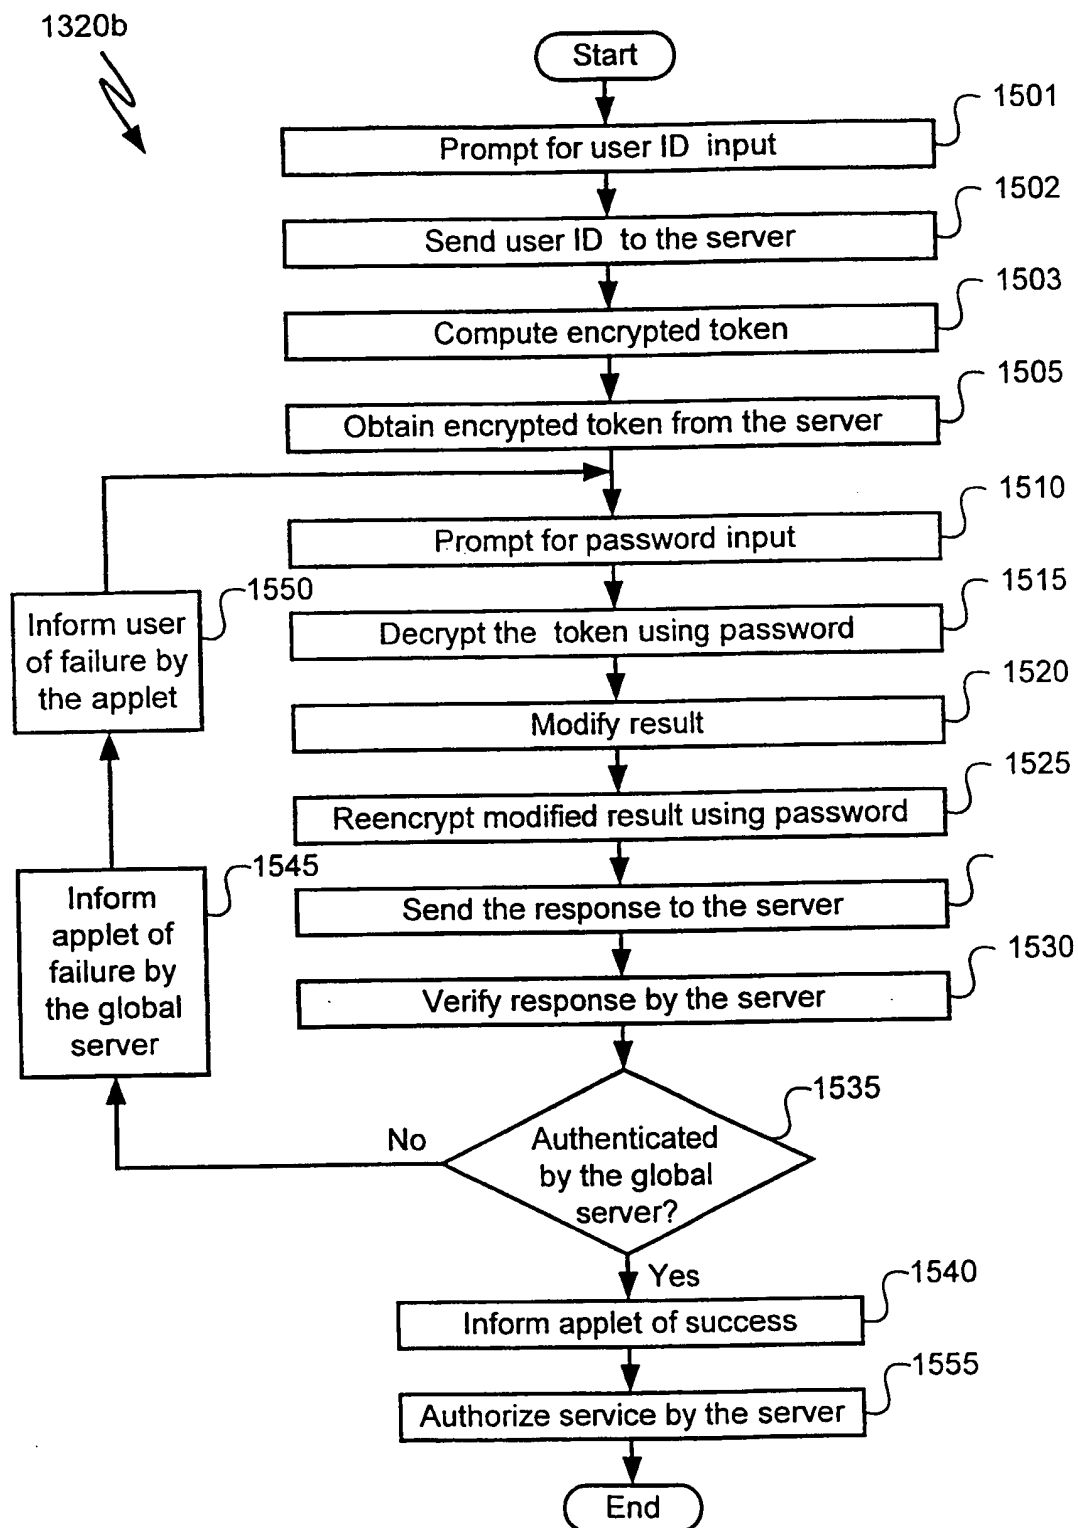 1320b
Start
1501
Prompt for user ID input
1502
Send user ID to the server
1503
Compute encrypted token
1505
Obtain encrypted token from the server
1510
Prompt for password input
1515
Decrypt the token using password
1520
Modify result
1525
Reencrypt modified result using password
Send the response to the server
1530
Verify response by the server
1535
Authenticated
by the global
server?
No
1545
Inform
applet of
failure by
the global
server
1550
Inform user
of failure by
the applet
Yes
1540
Inform applet of success
1555
Authorize service by the server
End